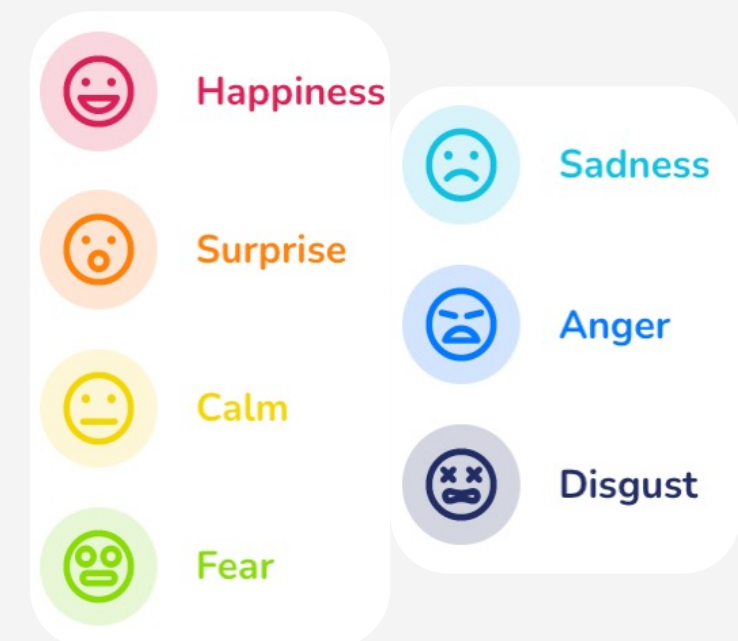 Happiness
Surprise
Calm
Fear
Sadness
Anger
Disgust